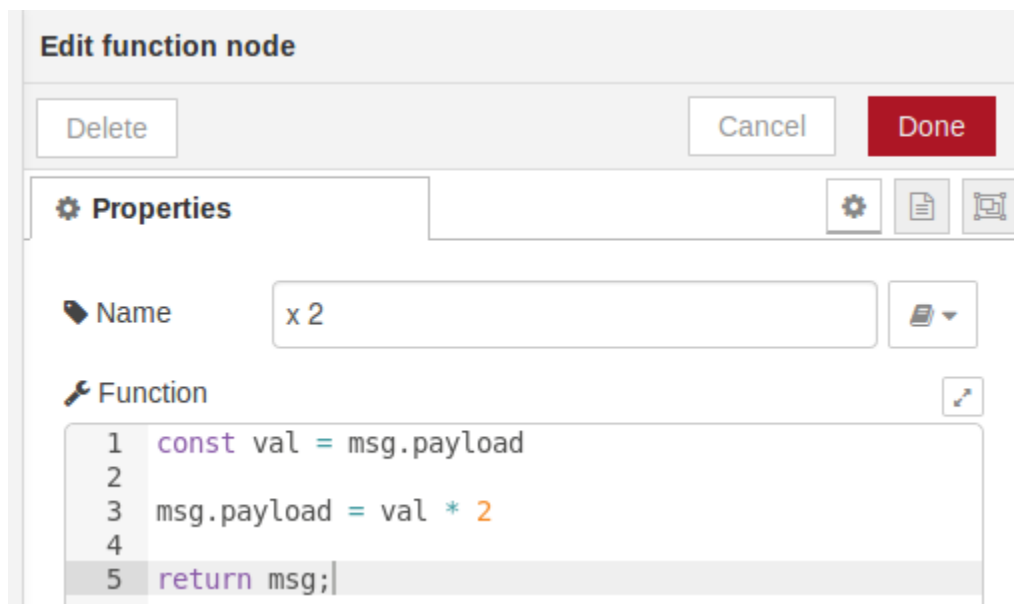 Edit function node
Delete Cancel Done
Properties
Name x 2
Function
1 const val = msg.payload
2
3 msg.payload = val * 2
4
5 return msg;